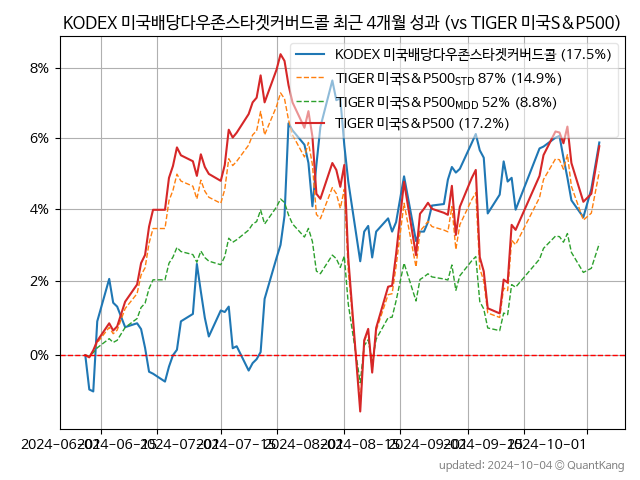 KODEX 미국배당다우존스타겟커버드콜 최근 4개월 성과 (vs TIGER 미국S&P500)
KODEX 미국배당다우존스타겟커버드콜 (17.5%)
TIGER 미국S&P500STD 87% (14.9%)
TIGER 미국S&P500MDD 52% (8.8%)
TIGER 미국S&P500 (17.2%)
8%
6%
4%
2%
0%
2024-06-01 2024-06-15 2024-07-01 2024-07-15 2024-08-01 2024-08-15 2024-09-01 2024-09-15 2024-10-01
updated: 2024-10-04 © QuantKang